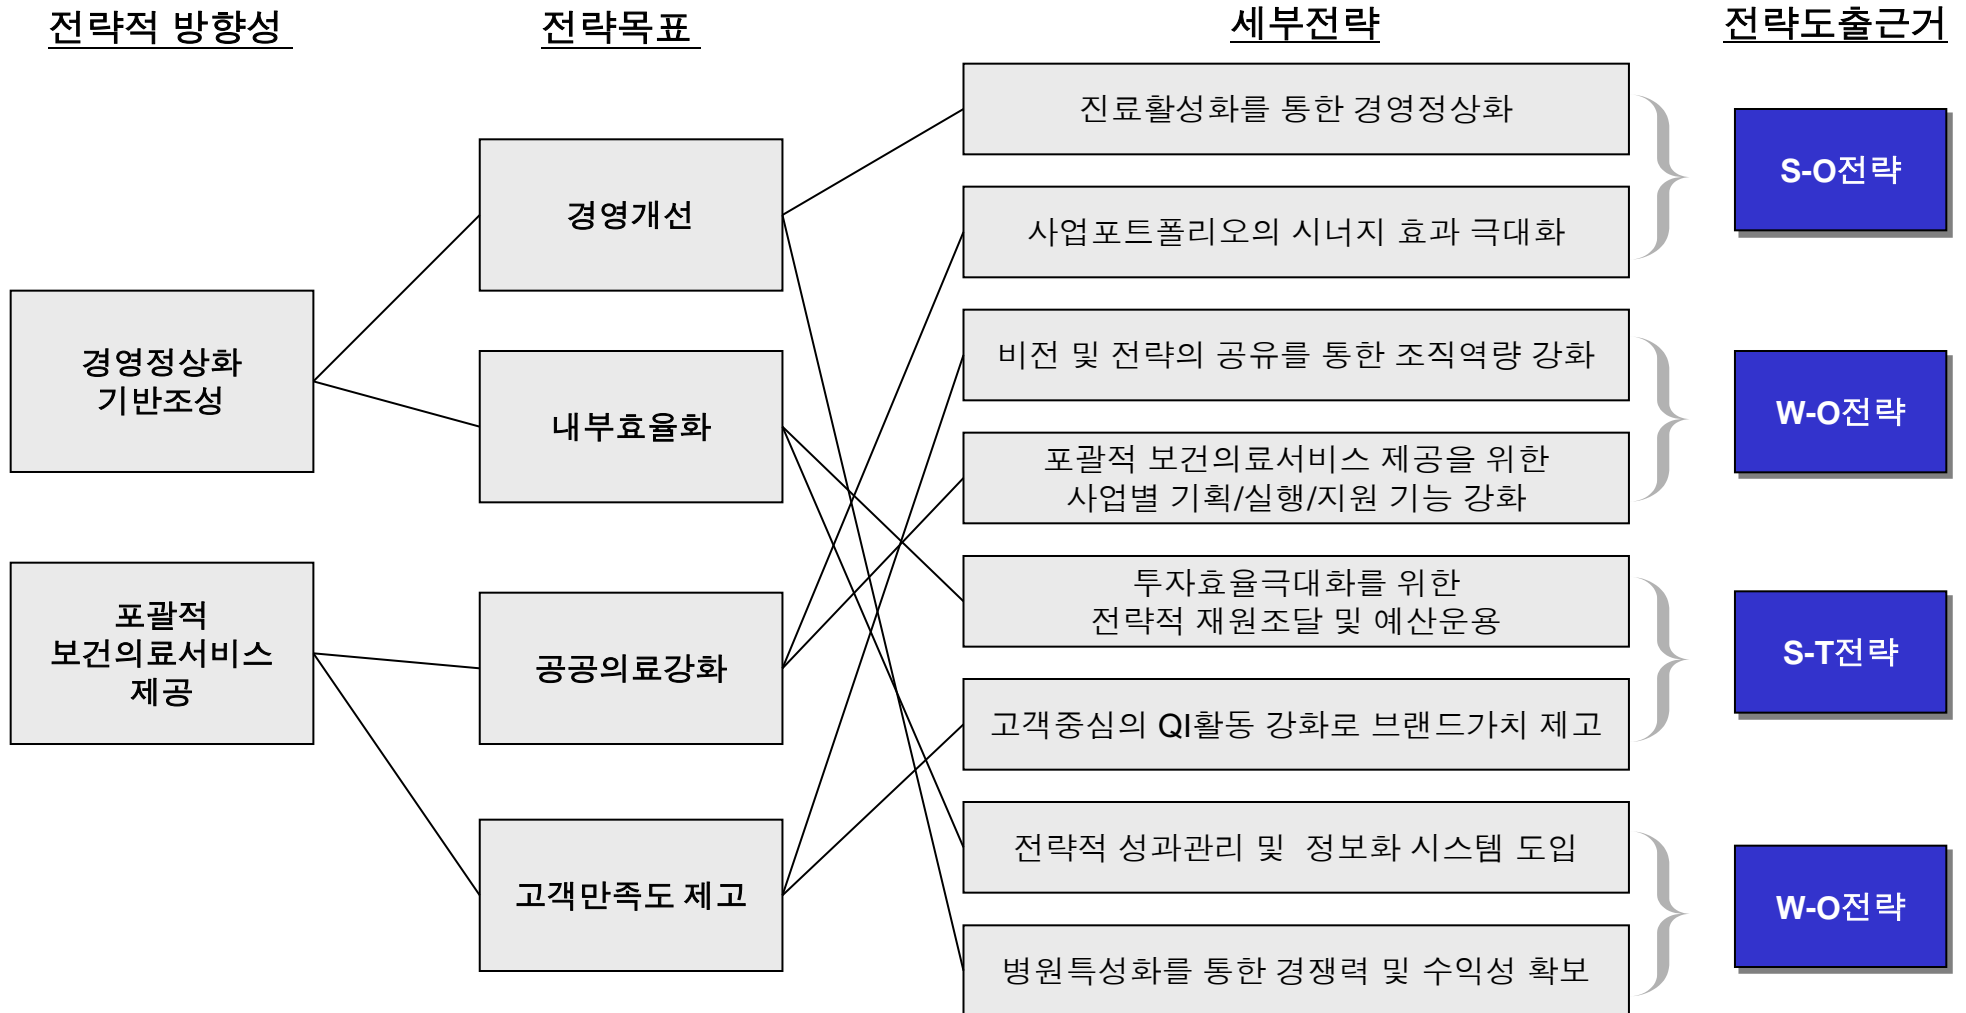 전략적 방향성
전략목표
세부전략
전략도출근거
경영정상화
기반조성
포괄적
보건의료서비스
제공
경영개선
내부효율화
공공의료강화
고객만족도 제고
진료활성화를 통한 경영정상화
사업포트폴리오의 시너지 효과 극대화
비전 및 전략의 공유를 통한 조직역량 강화
포괄적 보건의료서비스 제공을 위한
사업별 기획/실행/지원 기능 강화
투자효율극대화를 위한
전략적 재원조달 및 예산운용
고객중심의 QI활동 강화로 브랜드가치 제고
전략적 성과관리 및 정보화 시스템 도입
병원특성화를 통한 경쟁력 및 수익성 확보
S-O전략
W-O전략
S-T전략
W-O전략